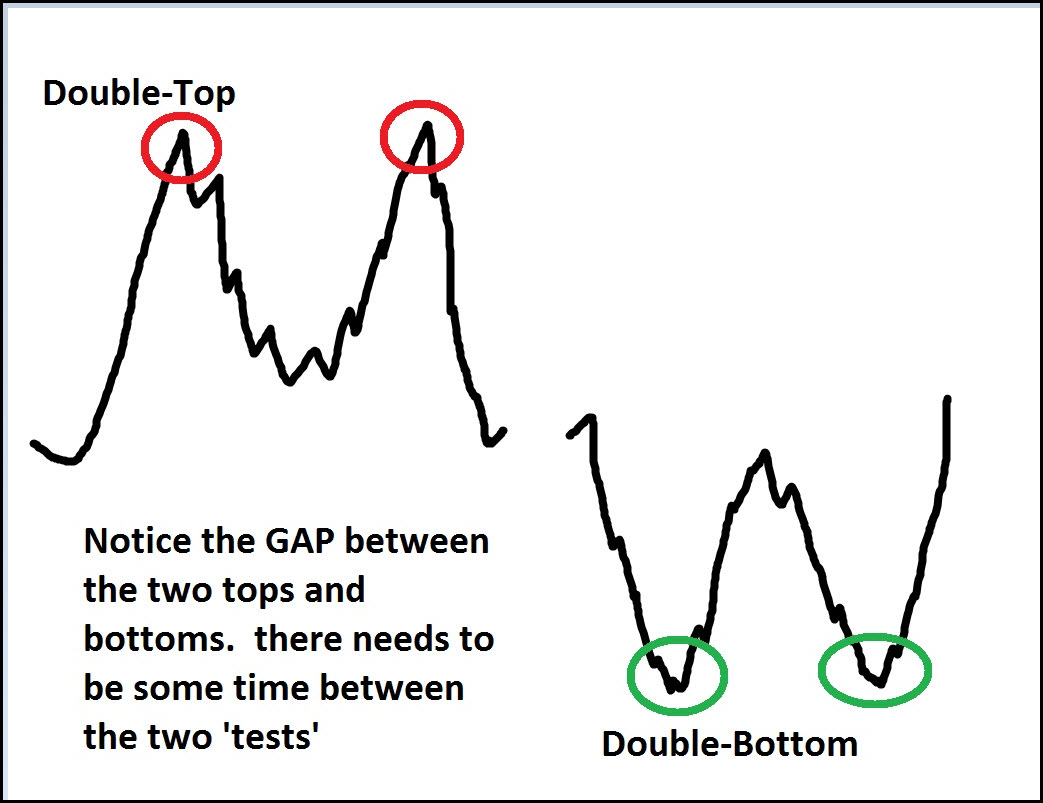 Double-Top
Notice the GAP between
the two tops and
bottoms.  there needs to
be some time between
the two 'tests'
Double-Bottom